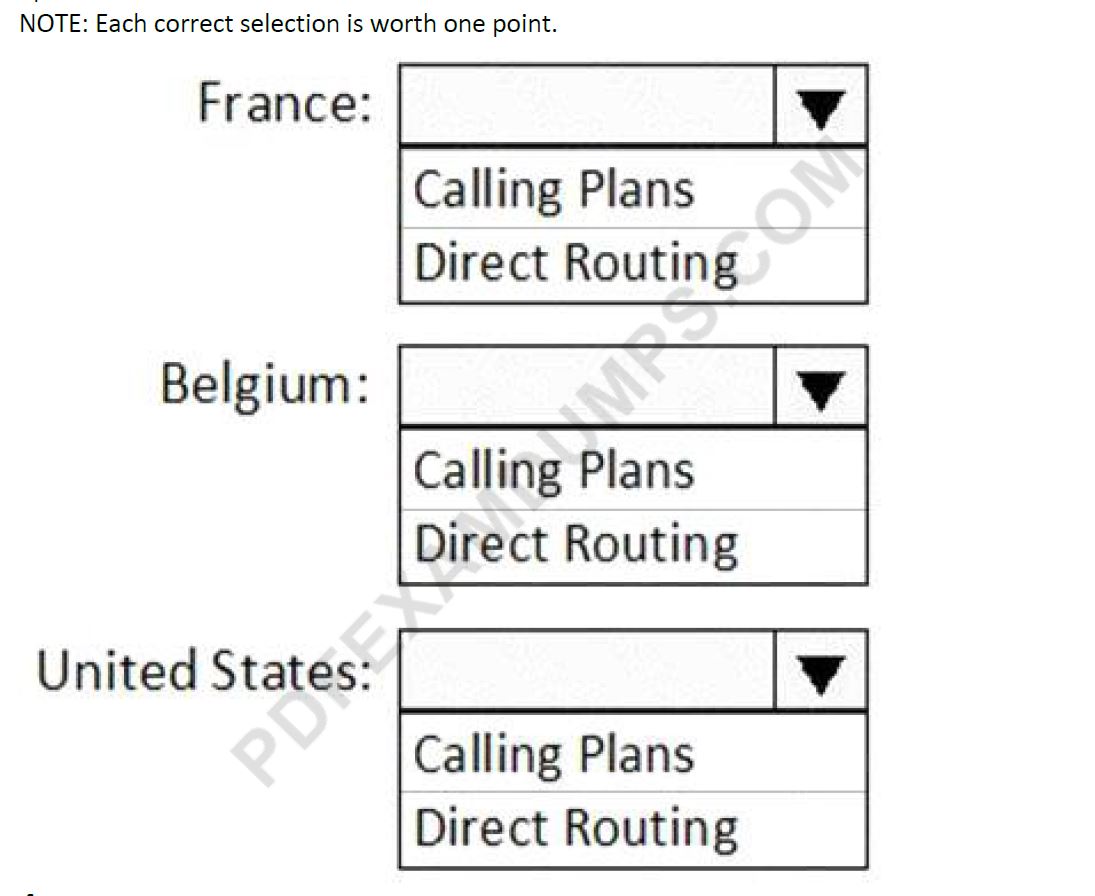 NOTE: Each correct selection is worth one point.
France:
Calling Plans
Direct Routing
Belgium:
Calling Plans
Direct Routing
United States:
Calling Plans
Direct Routing
PDFEXAMDUMPS.COM